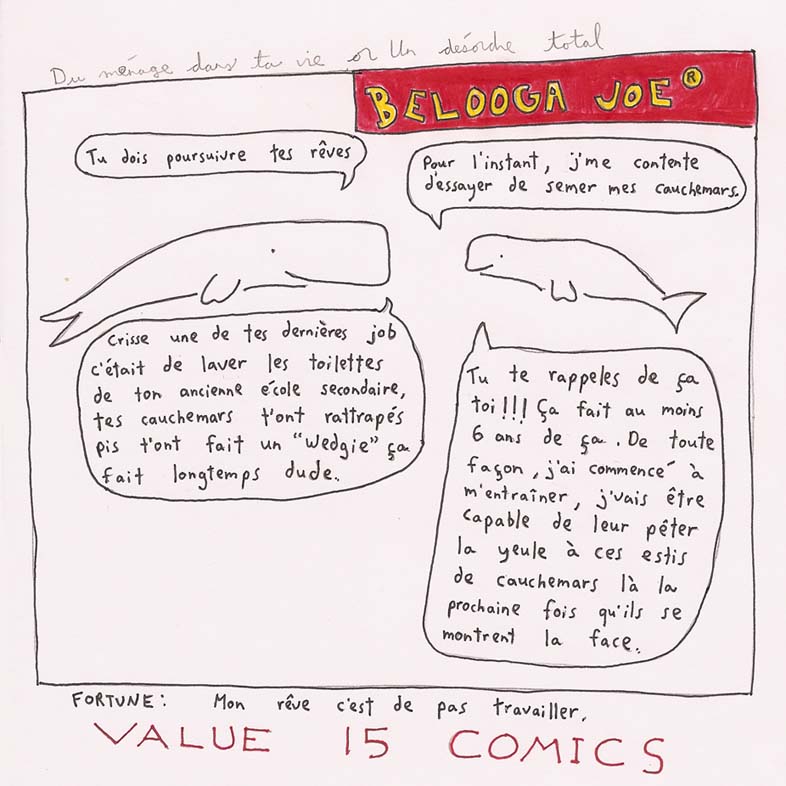 Du ménage dans ta vie or Un désordre total
BELOOGA JOE®
Tu dois poursuivre tes rêves
Pour l'instant, j'me contente
d'essayer de semer mes cauchemars.
Crisse une de tes dernières job
c'était de laver les toilettes
de ton ancienne école secondaire,
tes cauchemars t'ont rattrapés
pis t'ont fait un "wedgie" ça
fait longtemps dude.
Tu te rappeles de ça
toi!!! Ça fait au moins
6 ans de ça. De toute
façon, j'ai commencé à
m'entraîner, j'vais être
capable de leur péter
la yeule à ces estis
de cauchemars là la
prochaine fois qu'ils se
montrent la face.
FORTUNE: Mon rêve c'est de pas travailler.
VALUE 15 COMICS